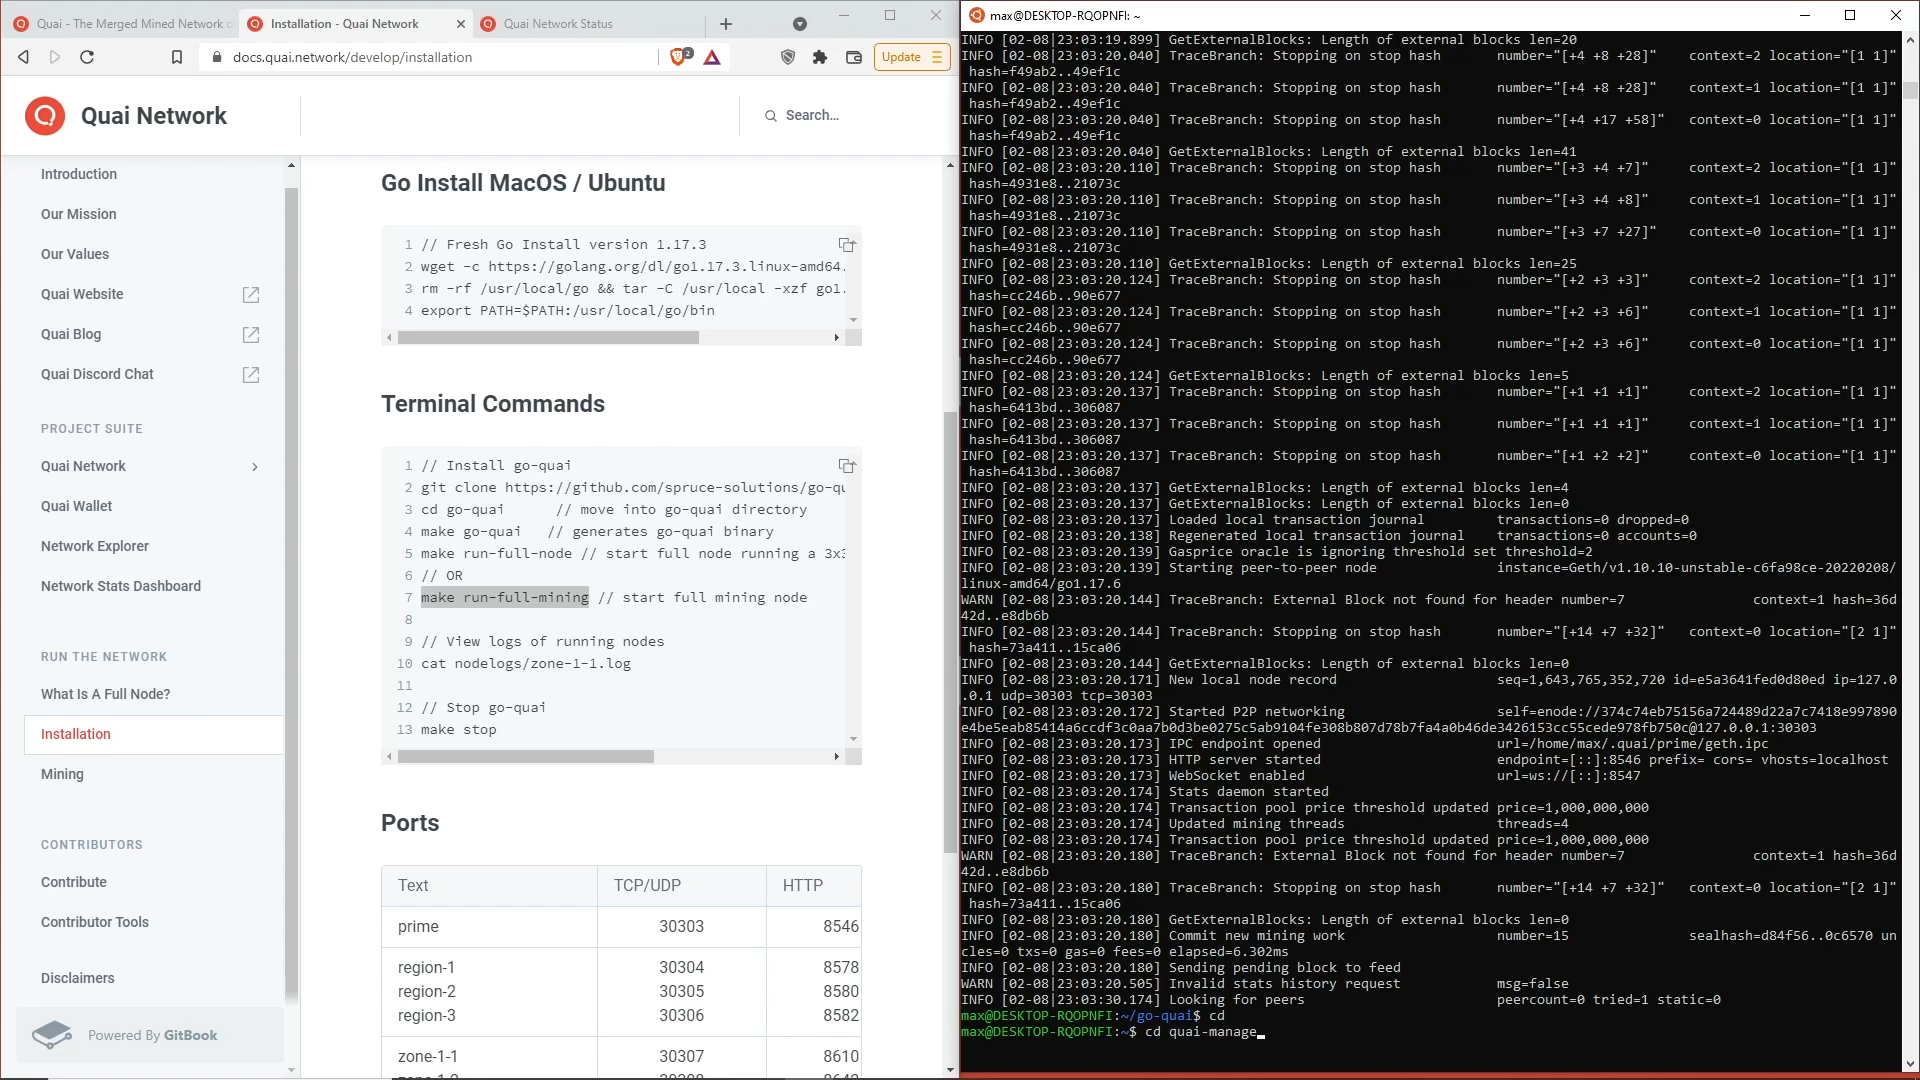 Quai - The Merged Mined Network o
Installation - Quai Network
Quai Network Status
docs.quai.network/develop/installation
2
Update
Quai Network
Search...
Introduction
Our Mission
Our Values
Quai Website
Quai Blog
Quai Discord Chat
PROJECT SUITE
Quai Network
Quai Wallet
Network Explorer
Network Stats Dashboard
RUN THE NETWORK
What Is A Full Node?
Installation
Mining
CONTRIBUTORS
Contribute
Contributor Tools
Disclaimers
Powered By GitBook
Go Install MacOS / Ubuntu
1 // Fresh Go Install version 1.17.3
2 wget -c https://golang.org/dl/go1.17.3.linux-amd64.
3 rm -rf /usr/local/go && tar -C /usr/local -xzf go1.
4 export PATH=$PATH:/usr/local/go/bin
Terminal Commands
1 // Install go-quai
2 git clone https://github.com/spruce-solutions/go-qu
3 cd go-quai // move into go-quai directory
4 make go-quai // generates go-quai binary
5 make run-full-node // start full node running a 3x3
6 // OR
7 make run-full-mining // start full mining node
8
9 // View logs of running nodes
10 cat nodelogs/zone-1-1.log
11
12 // Stop go-quai
13 make stop
Ports
Text TCP/UDP HTTP
prime 30303 8546
region-1 30304 8578
region-2 30305 8580
region-3 30306 8582
zone-1-1 30307 8610
max@DESKTOP-RQOPNFI: ~
INFO [02-08|23:03:19.899] GetExternalBlocks: Length of external blocks len=20
INFO [02-08|23:03:20.040] TraceBranch: Stopping on stop hash number="[+4 +8 +28]" context=2 location="[1 1]"
hash=f49ab2..49ef1c
INFO [02-08|23:03:20.040] TraceBranch: Stopping on stop hash number="[+4 +8 +28]" context=1 location="[1 1]"
hash=f49ab2..49ef1c
INFO [02-08|23:03:20.040] TraceBranch: Stopping on stop hash number="[+4 +17 +58]" context=0 location="[1 1]"
hash=f49ab2..49ef1c
INFO [02-08|23:03:20.040] GetExternalBlocks: Length of external blocks len=41
INFO [02-08|23:03:20.110] TraceBranch: Stopping on stop hash number="[+3 +4 +7]" context=2 location="[1 1]"
hash=4931e8..21073c
INFO [02-08|23:03:20.110] TraceBranch: Stopping on stop hash number="[+3 +4 +8]" context=1 location="[1 1]"
hash=4931e8..21073c
INFO [02-08|23:03:20.110] TraceBranch: Stopping on stop hash number="[+3 +7 +27]" context=0 location="[1 1]"
hash=4931e8..21073c
INFO [02-08|23:03:20.110] GetExternalBlocks: Length of external blocks len=25
INFO [02-08|23:03:20.124] TraceBranch: Stopping on stop hash number="[+2 +3 +3]" context=2 location="[1 1]"
hash=cc246b..90e677
INFO [02-08|23:03:20.124] TraceBranch: Stopping on stop hash number="[+2 +3 +6]" context=1 location="[1 1]"
hash=cc246b..90e677
INFO [02-08|23:03:20.124] TraceBranch: Stopping on stop hash number="[+2 +3 +6]" context=0 location="[1 1]"
hash=cc246b..90e677
INFO [02-08|23:03:20.124] GetExternalBlocks: Length of external blocks len=5
INFO [02-08|23:03:20.137] TraceBranch: Stopping on stop hash number="[+1 +1 +1]" context=2 location="[1 1]"
hash=6413bd..306087
INFO [02-08|23:03:20.137] TraceBranch: Stopping on stop hash number="[+1 +1 +1]" context=1 location="[1 1]"
hash=6413bd..306087
INFO [02-08|23:03:20.137] TraceBranch: Stopping on stop hash number="[+1 +2 +2]" context=0 location="[1 1]"
hash=6413bd..306087
INFO [02-08|23:03:20.137] GetExternalBlocks: Length of external blocks len=4
INFO [02-08|23:03:20.137] GetExternalBlocks: Length of external blocks len=0
INFO [02-08|23:03:20.137] Loaded local transaction journal transactions=0 dropped=0
INFO [02-08|23:03:20.138] Regenerated local transaction journal transactions=0 accounts=0
INFO [02-08|23:03:20.139] Gasprice oracle is ignoring threshold set threshold=2
INFO [02-08|23:03:20.139] Starting peer-to-peer node instance=Geth/v1.10.10-unstable-c6fa98ce-20220208/
linux-amd64/go1.17.6
WARN [02-08|23:03:20.144] TraceBranch: External Block not found for header number=7 context=1 hash=36d
42d..e8db6b
INFO [02-08|23:03:20.144] TraceBranch: Stopping on stop hash number="[+14 +7 +32]" context=0 location="[2 1]"
hash=73a411..15ca06
INFO [02-08|23:03:20.144] GetExternalBlocks: Length of external blocks len=0
INFO [02-08|23:03:20.171] New local node record seq=1,643,765,352,720 id=e5a3641fed0d80ed ip=127.0
.0.1 udp=30303 tcp=30303
INFO [02-08|23:03:20.173] Started P2P networking self=enode://374c74eb75156a724489d22a7c7418e997890
e4be5eab85414a6ccdf3c0aa7b0d3be0275c5ab9104fe308b807d78b7fa4a0b46de3426153cc55cede978fb750c@127.0.0.1:30303
INFO [02-08|23:03:20.173] IPC endpoint opened url=/home/max/.quai/prime/geth.ipc
INFO [02-08|23:03:20.173] HTTP server started endpoint=[::]:8546 prefix= cors= vhosts=localhost
INFO [02-08|23:03:20.173] WebSocket enabled url=ws://[::]:8547
INFO [02-08|23:03:20.174] Stats daemon started
INFO [02-08|23:03:20.174] Transaction pool price threshold updated price=1,000,000,000
INFO [02-08|23:03:20.174] Updated mining threads threads=4
INFO [02-08|23:03:20.174] Transaction pool price threshold updated price=1,000,000,000
WARN [02-08|23:03:20.180] TraceBranch: External Block not found for header number=7 context=1 hash=36d
42d..e8db6b
INFO [02-08|23:03:20.180] TraceBranch: Stopping on stop hash number="[+14 +7 +32]" context=0 location="[2 1]"
hash=73a411..15ca06
INFO [02-08|23:03:20.180] GetExternalBlocks: Length of external blocks len=0
INFO [02-08|23:03:20.180] Commit new mining work number=15 sealhash=d84f56..0c6570 un
cles=0 txs=0 gas=0 fees=0 elapsed=6.302ms
INFO [02-08|23:03:20.180] Sending pending block to feed
WARN [02-08|23:03:20.505] Invalid stats history request msg=false
INFO [02-08|23:03:30.174] Looking for peers peercount=0 tried=1 static=0
max@DESKTOP-RQOPNFI:~/go-quai$ cd
max@DESKTOP-RQOPNFI:~$ cd quai-manage